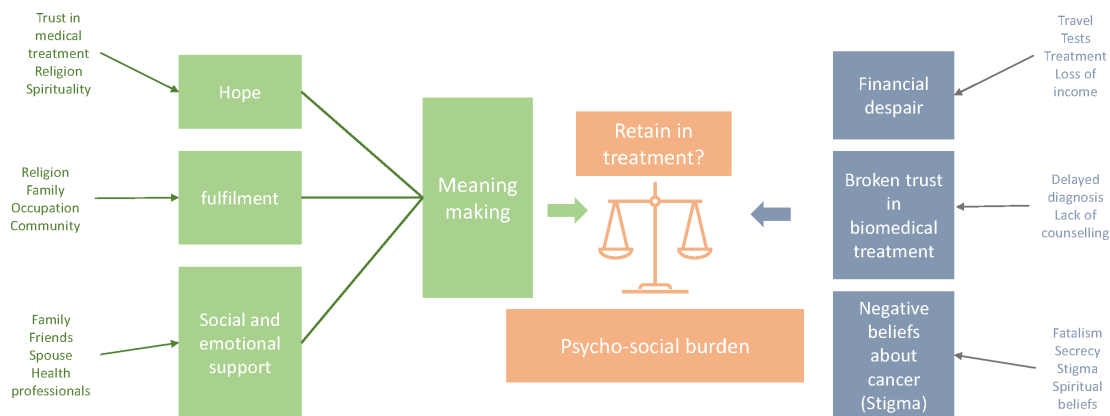 Trust in
medical
treatment
Religion
Spirituality
Hope
Religion
Family
Occupation
Community
fulfilment
Family
Friends
Spouse
Health
professionals
Social and
emotional
support
Meaning
making
Retain in
treatment?
Psycho-social burden
Financial
despair
Travel
Tests
Treatment
Loss of
income
Broken trust
in
biomedical
treatment
Delayed
diagnosis
Lack of
counselling
Negative
beliefs
about
cancer
(Stigma)
Fatalism
Secrecy
Stigma
Spiritual
beliefs